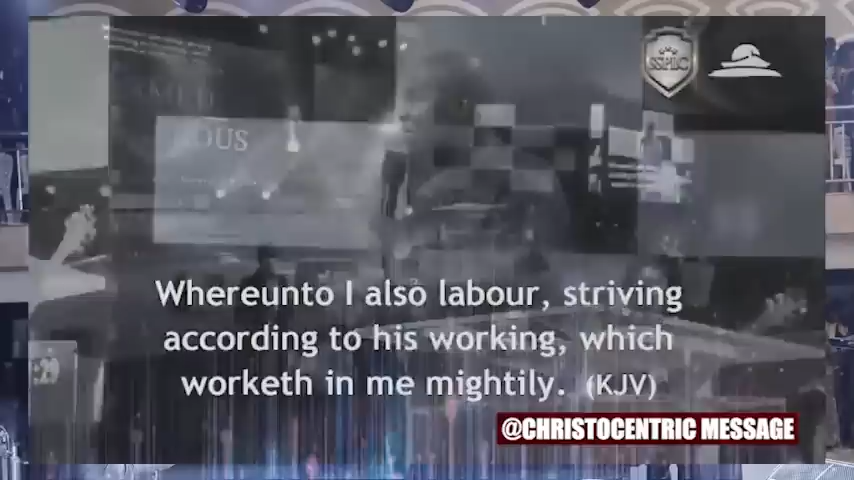 SSPLC
Whereunto I also labour, striving
according to his working, which
worketh in me mightily. (KJV)
@CHRISTOCENTRIC MESSAGE